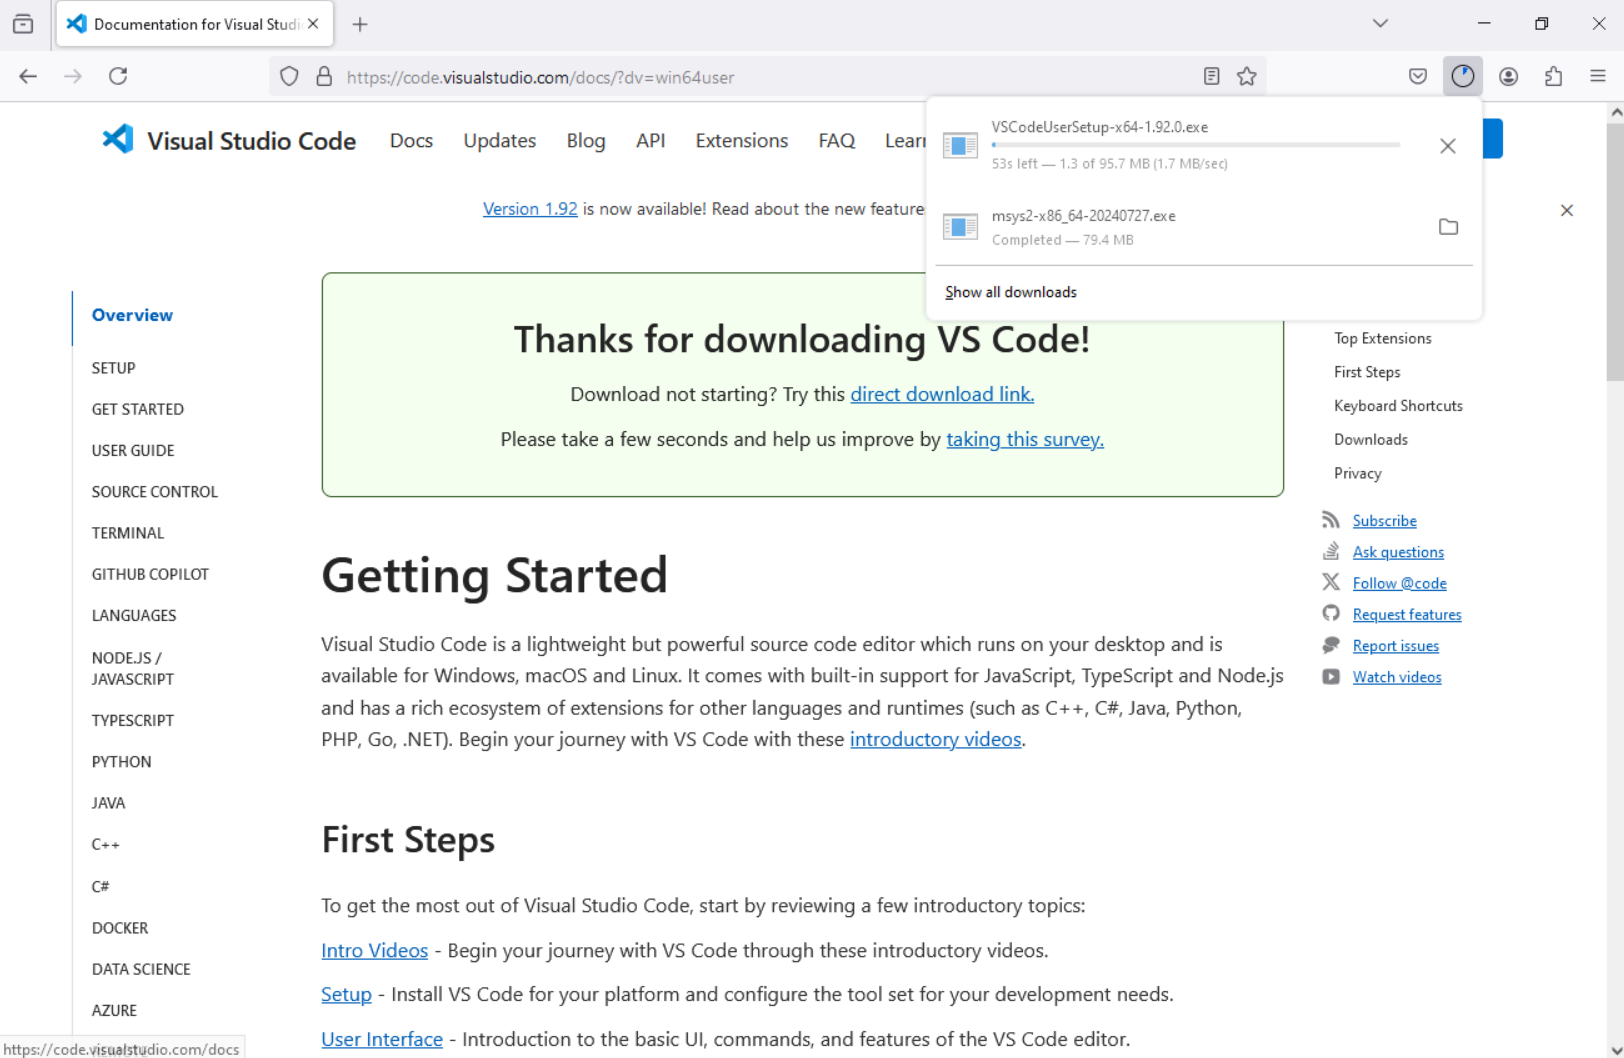 Documentation for Visual Studi
https://code.visualstudio.com/docs/?dv=win64user
VSCodeUserSetup-x64-1.92.0.exe
53s left — 1.3 of 95.7 MB (1.7 MB/sec)
msys2-x86_64-20240727.exe
Completed — 79.4 MB
Show all downloads
Visual Studio Code
Docs
Updates
Blog
API
Extensions
FAQ
Lear
Version 1.92 is now available! Read about the new feature
Overview
SETUP
GET STARTED
USER GUIDE
SOURCE CONTROL
TERMINAL
GITHUB COPILOT
LANGUAGES
NODE.JS /
JAVASCRIPT
TYPESCRIPT
PYTHON
JAVA
C++
C#
DOCKER
DATA SCIENCE
AZURE
Thanks for downloading VS Code!
Download not starting? Try this direct download link.
Please take a few seconds and help us improve by taking this survey.
Getting Started
Visual Studio Code is a lightweight but powerful source code editor which runs on your desktop and is
available for Windows, macOS and Linux. It comes with built-in support for JavaScript, TypeScript and Node.js
and has a rich ecosystem of extensions for other languages and runtimes (such as C++, C#, Java, Python,
PHP, Go, .NET). Begin your journey with VS Code with these introductory videos.
First Steps
To get the most out of Visual Studio Code, start by reviewing a few introductory topics:
Intro Videos - Begin your journey with VS Code through these introductory videos.
Setup - Install VS Code for your platform and configure the tool set for your development needs.
User Interface - Introduction to the basic UI, commands, and features of the VS Code editor.
Top Extensions
First Steps
Keyboard Shortcuts
Downloads
Privacy
Subscribe
Ask questions
Follow @code
Request features
Report issues
Watch videos
https://code.visualstudio.com/docs